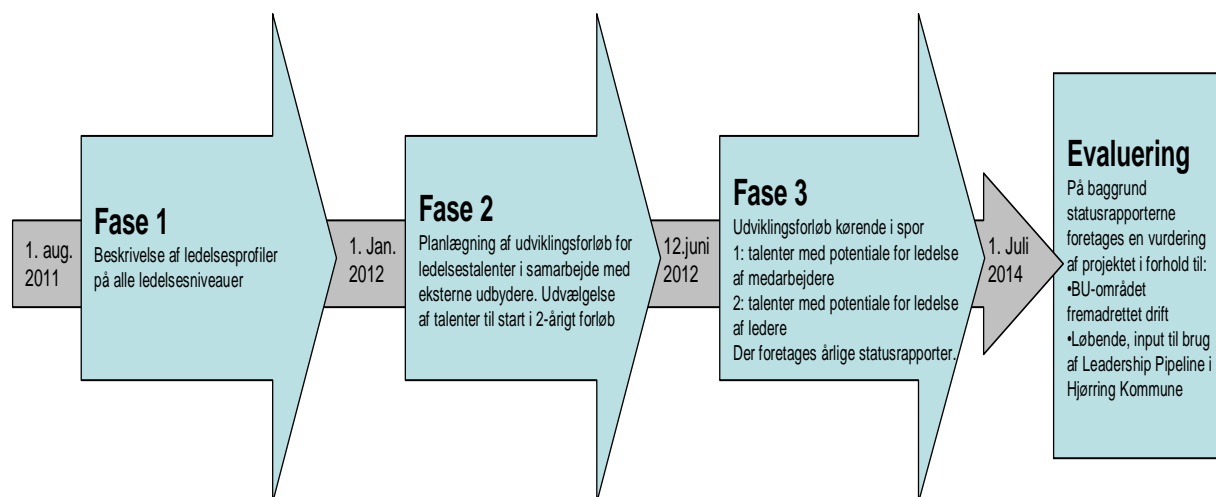 1. aug.
2011
Fase 1
Beskrivelse af ledelsesprofiler
på alle ledelsesniveauer
1. Jan.
2012
Fase 2
Planlægning af udviklingsforløb for
ledelsestalenter i samarbejde med
eksterne udbydere. Udvælgelse
af talenter til start i 2-årigt forløb
12.juni
2012
Fase 3
Udviklingsforløb kørende i spor
1: talenter med potentiale for ledelse
af medarbejdere
2: talenter med potentiale for ledelse
af ledere
Der foretages årlige statusrapporter.
1. Juli
2014
Evaluering
På baggrund
statusrapporterne
foretages en vurdering
af projektet i forhold til:
•BU-området
fremadrettet drift
•Løbende, input til brug
af Leadership Pipeline i
Hjørring Kommune